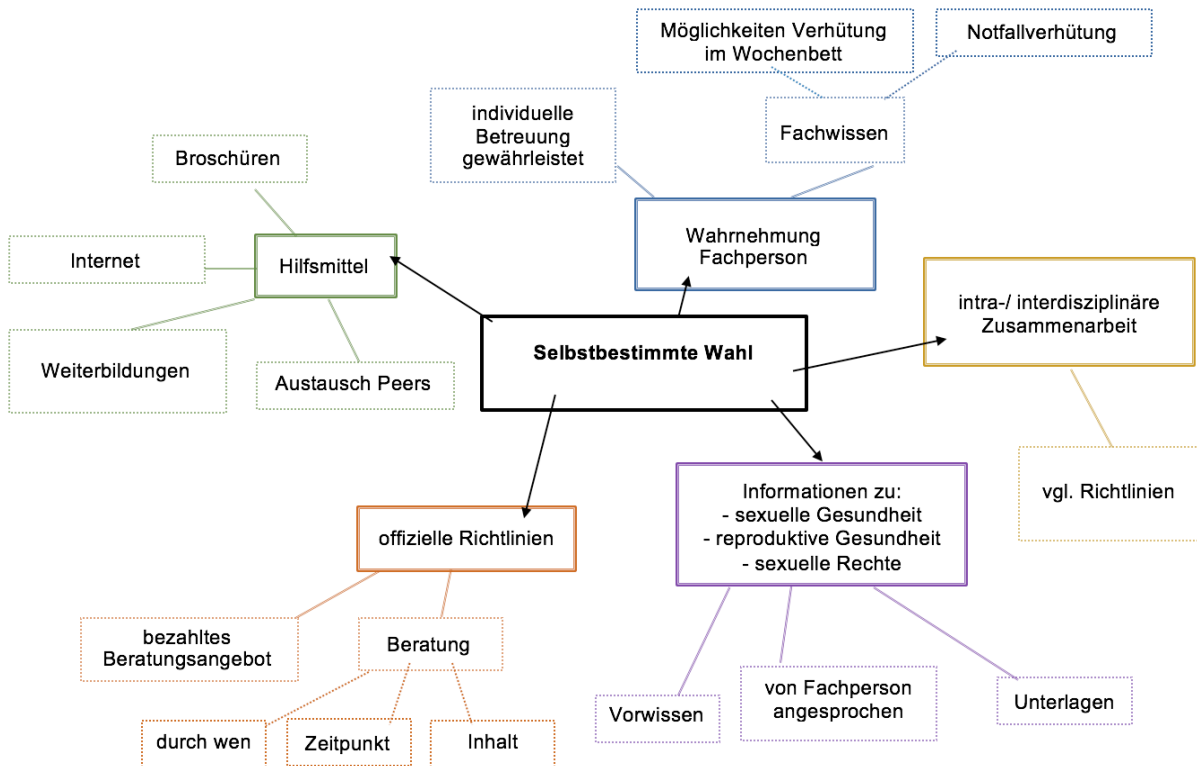 Möglichkeiten Verhütung
im Wochenbett
Notfallverhütung
individuelle
Betreuung
gewährleistet
Fachwissen
Broschüren
Wahrnehmung
Fachperson
Internet
Hilfsmittel
intra-/ interdisziplinäre
Zusammenarbeit
Selbstbestimmte Wahl
Weiterbildungen
Austausch Peers
vgl. Richtlinien
Informationen zu:
- sexuelle Gesundheit
- reproduktive Gesundheit
- sexuelle Rechte
offizielle Richtlinien
bezahltes
Beratungsangebot
Beratung
von Fachperson
angesprochen
Unterlagen
Vorwissen
durch wen
Zeitpunkt
Inhalt